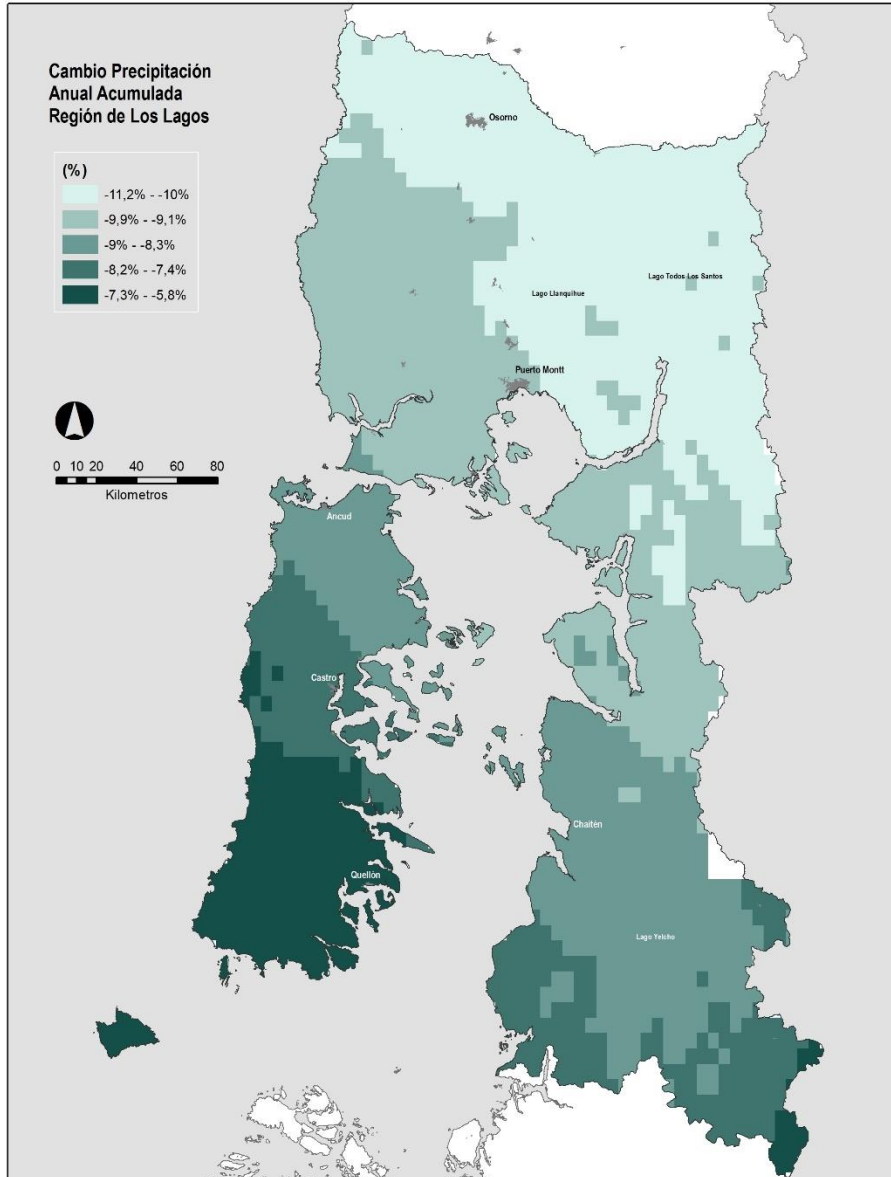 Cambio Precipitación
Anual Acumulada
Región de Los Lagos
(%)
-11,2% - -10%
-9,9% - -9,1%
-9% - -8,3%
-8,2% - -7,4%
-7,3% - -5,8%
0 10 20 40 60 80
Kilometros
Osorno
Lago Todos Los Santos
Lago Llanquihue
Puerto Montt
Ancud
Castro
Chaitén
Quellón
Lago Yelcho